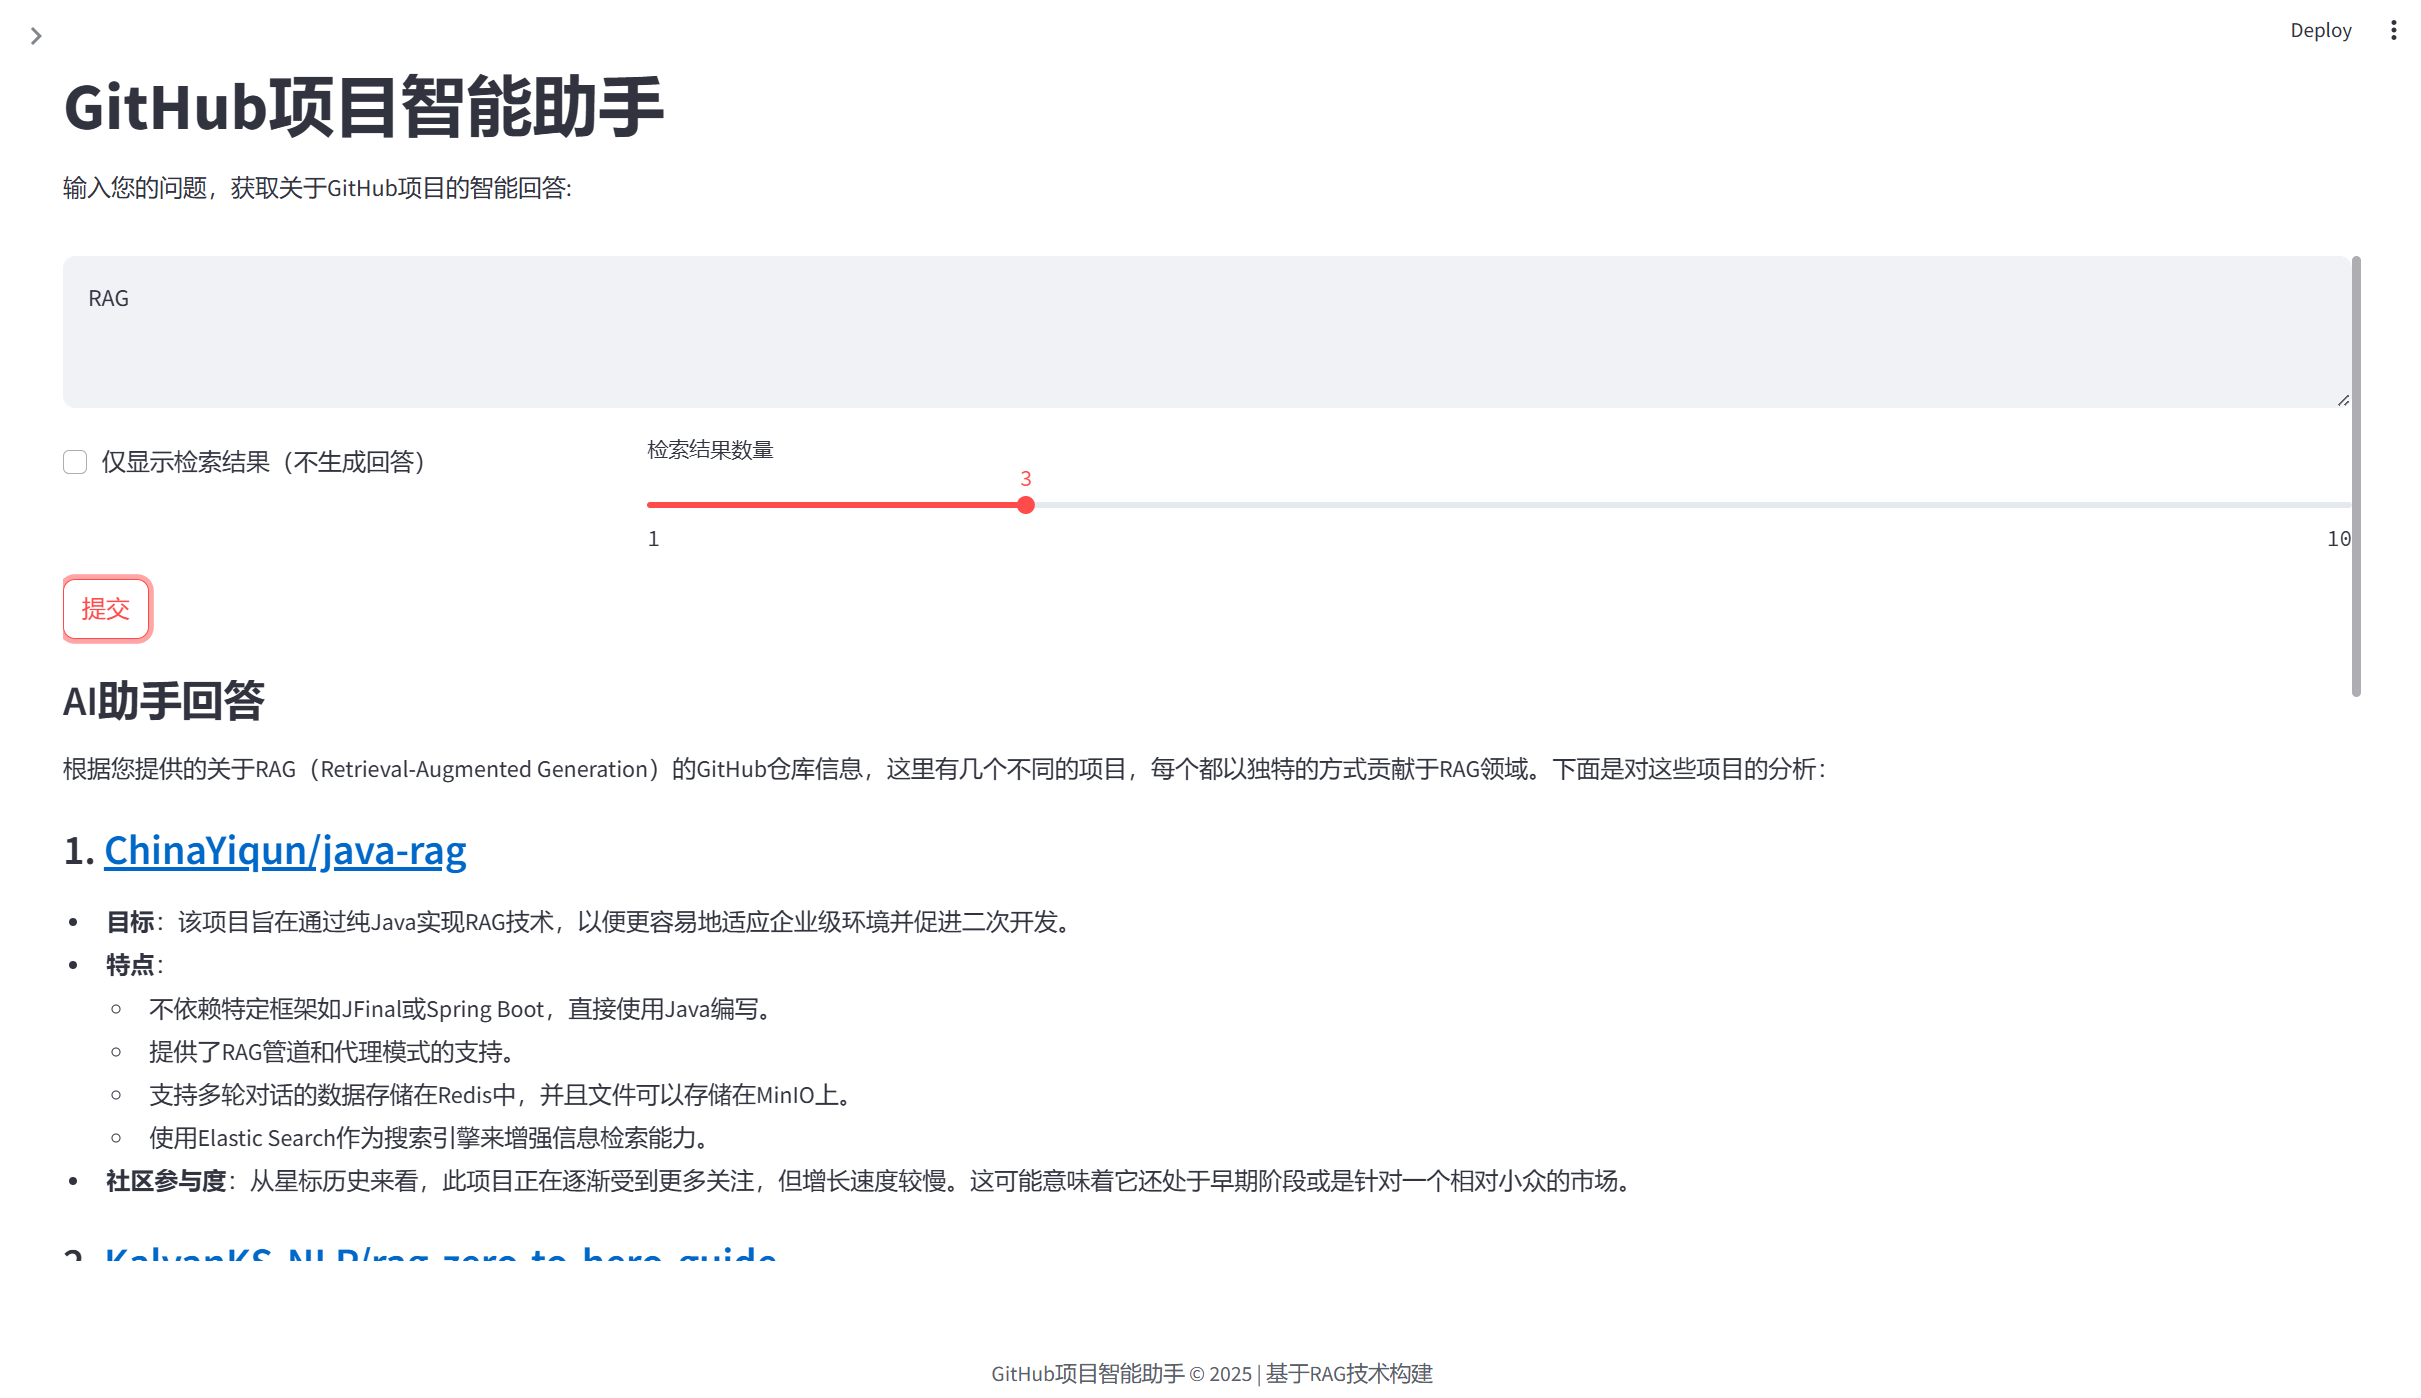 Deploy
GitHub项目智能助手
输入您的问题，获取关于GitHub项目的智能回答:
RAG
仅显示检索结果（不生成回答）
检索结果数量
3
1
10
提交
AI助手回答
根据您提供的关于RAG（Retrieval-Augmented Generation）的GitHub仓库信息，这里有几个不同的项目，每个都以独特的方式贡献于RAG领域。下面是对这些项目的分析：
1. ChinaYiqun/java-rag
• 目标：该项目旨在通过纯Java实现RAG技术，以便更容易地适应企业级环境并促进二次开发。
• 特点：
◦ 不依赖特定框架如JFinal或Spring Boot，直接使用Java编写。
◦ 提供了RAG管道和代理模式的支持。
◦ 支持多轮对话的数据存储在Redis中，并且文件可以存储在MinIO上。
◦ 使用Elastic Search作为搜索引擎来增强信息检索能力。
• 社区参与度：从星标历史来看，此项目正在逐渐受到更多关注，但增长速度较慢。这可能意味着它还处于早期阶段或是针对一个相对小众的市场。
2. KalyanKS-NLP/rag-zero-to-hero-guide
GitHub项目智能助手 © 2025 | 基于RAG技术构建